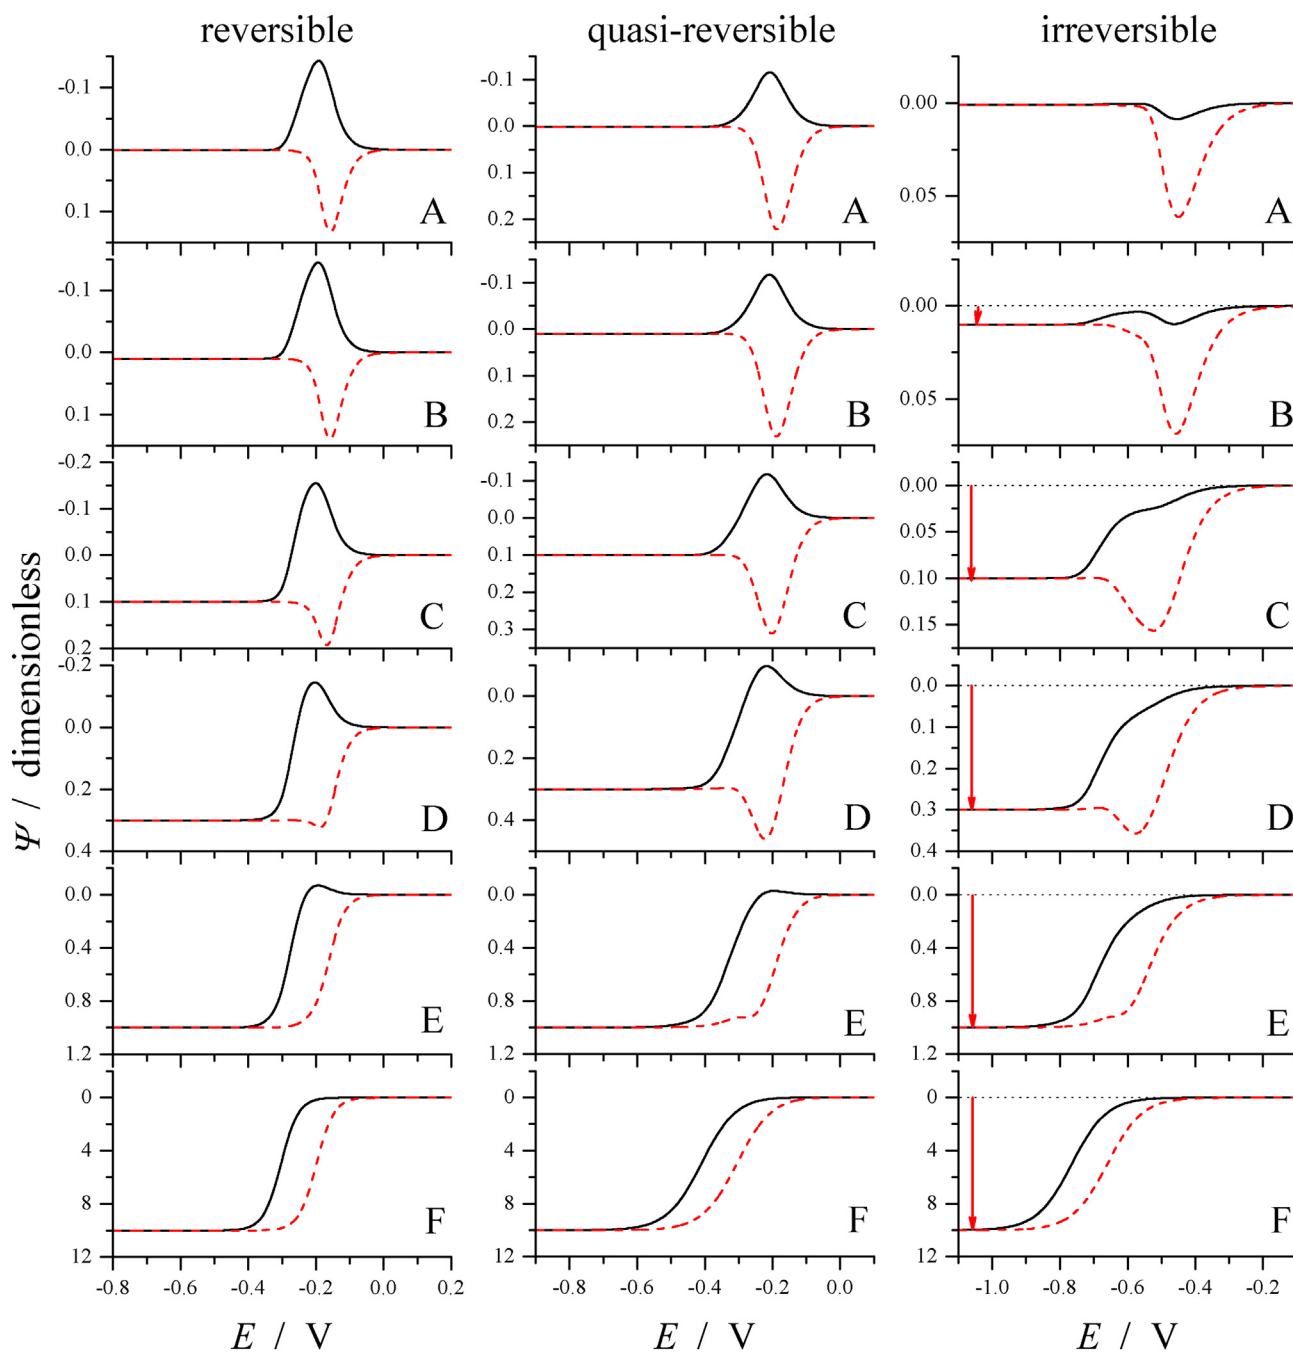 reversible quasi-reversible irreversible
-0.1 -0.1 0.00
0.0 0.0
0.1 0.05
0.1 0.2
A A A
-0.1 -0.1 0.00
0.0 0.0
0.1 0.05
0.1 0.2
B B B
-0.2 -0.1 0.00
-0.1 0.0 0.05
0.0 0.1
0.1 0.2 0.10
0.2 0.3 0.15
C C C
-0.2 0.0 0.0
0.0 0.1
0.2 0.2
0.2 0.3
0.4 0.4 0.4
D D D
0.0 0.0 0.0
0.4 0.4 0.4
0.8 0.8 0.8
1.2 1.2 1.2
E E E
0 0 0
4 4 4
8 8 8
12 12 12
F F F
-0.8 -0.6 -0.4 -0.2 0.0 0.2
-0.8 -0.6 -0.4 -0.2 0.0
-1.0 -0.8 -0.6 -0.4 -0.2
E / V E / V E / V
Ψ / dimensionless